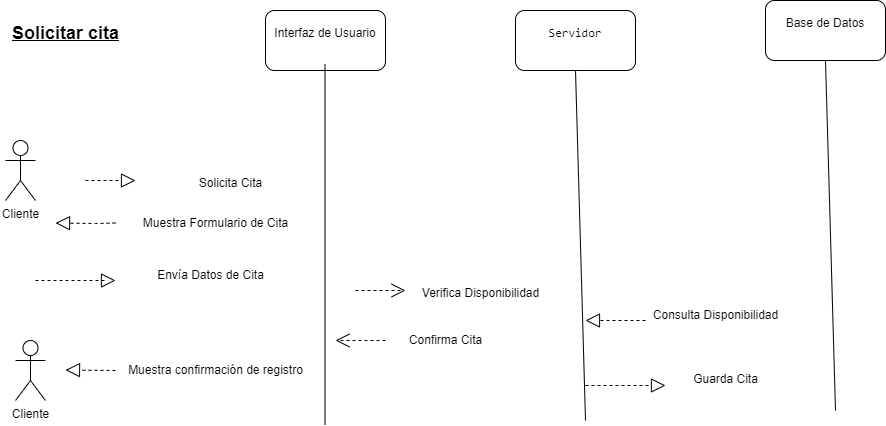 Solicitar cita
Interfaz de Usuario
Servidor
Base de Datos
Cliente
Solicita Cita
Muestra Formulario de Cita
Envía Datos de Cita
Verifica Disponibilidad
Consulta Disponibilidad
Confirma Cita
Muestra confirmación de registro
Guarda Cita
Cliente